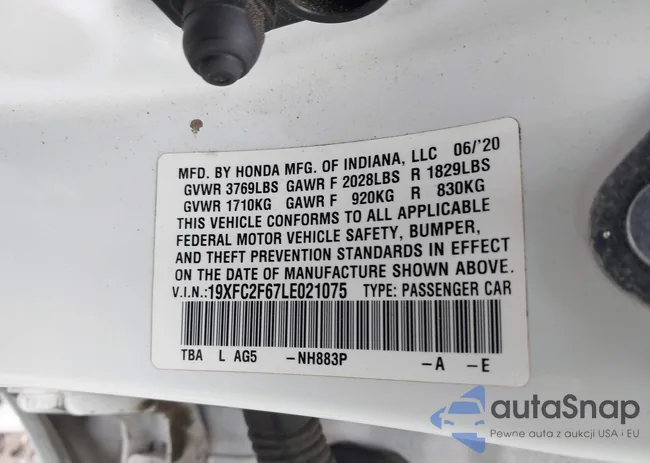 MFD. BY HONDA MFG. OF INDIANA, LLC 06/'20
GVWR 3769LBS GAWR F 2028LBS R 1829LBS
GVWR 1710KG GAWR F 920KG R 830KG
THIS VEHICLE CONFORMS TO ALL APPLICABLE
FEDERAL MOTOR VEHICLE SAFETY, BUMPER,
AND THEFT PREVENTION STANDARDS IN EFFECT
ON THE DATE OF MANUFACTURE SHOWN ABOVE.
V.I.N.:19XFC2F67LE021075 TYPE: PASSENGER CAR
TBA L AG5 -NH883P -A -E
autaSnap
Pewne auta z aukcji USA i EU